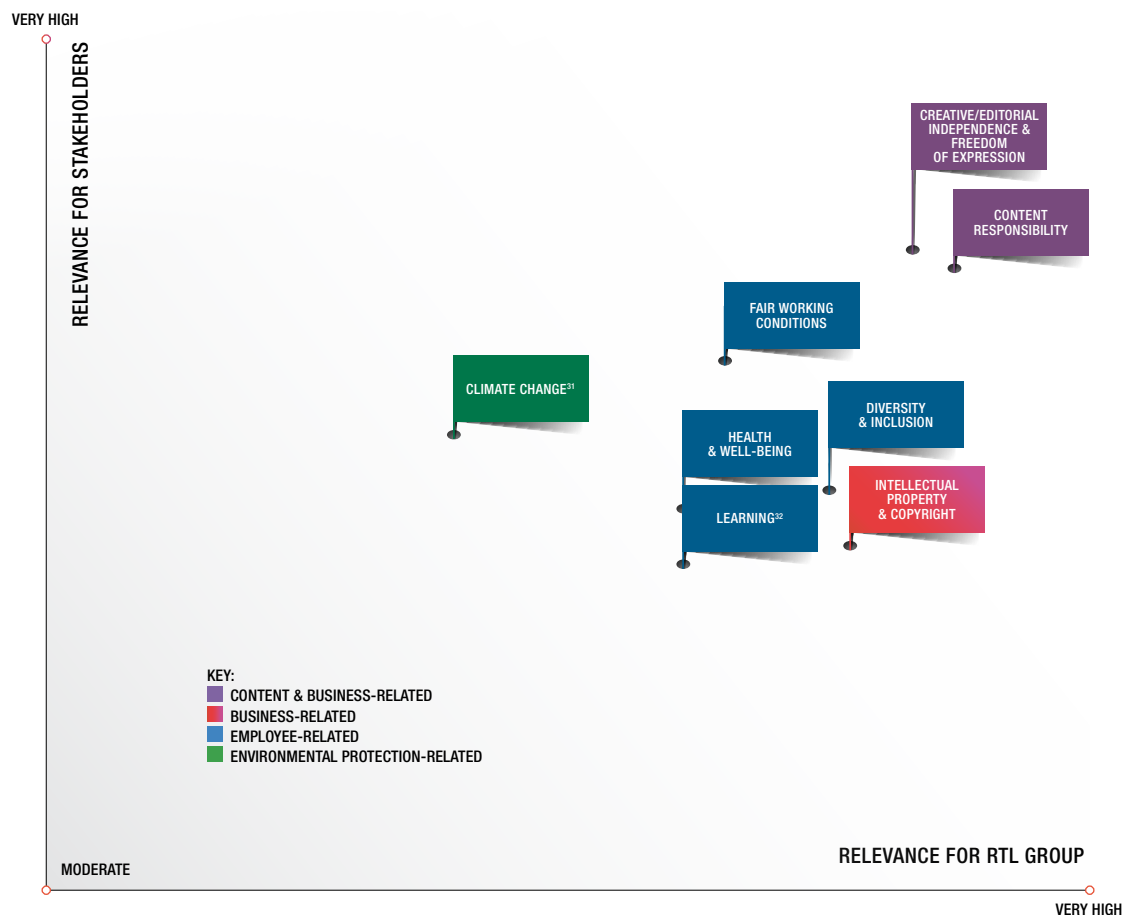 VERY HIGH
RELEVANCE FOR STAKEHOLDERS
CREATIVE/EDITORIAL
INDEPENDENCE &
FREEDOM
OF EXPRESSION
CONTENT
RESPONSIBILITY
FAIR WORKING
CONDITIONS
CLIMATE CHANGE³¹
DIVERSITY
& INCLUSION
HEALTH
& WELL-BEING
INTELLECTUAL
PROPERTY
& COPYRIGHT
LEARNING³²
KEY:
CONTENT & BUSINESS-RELATED
BUSINESS-RELATED
EMPLOYEE-RELATED
ENVIRONMENTAL PROTECTION-RELATED
RELEVANCE FOR RTL GROUP
MODERATE
VERY HIGH